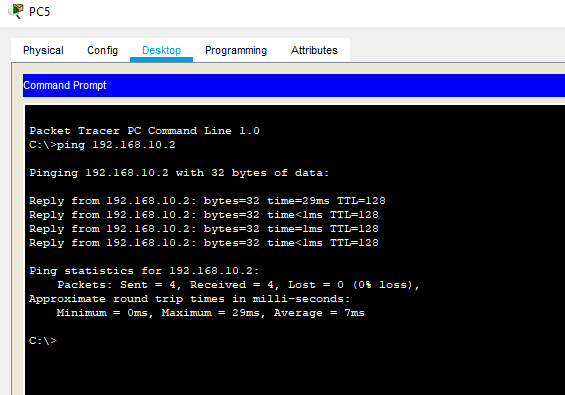 PC5
Physical Config Desktop Programming Attributes
Command Prompt
Packet Tracer PC Command Line 1.0
C:\>ping 192.168.10.2
Pinging 192.168.10.2 with 32 bytes of data:
Reply from 192.168.10.2: bytes=32 time=29ms TTL=128
Reply from 192.168.10.2: bytes=32 time<1ms TTL=128
Reply from 192.168.10.2: bytes=32 time=1ms TTL=128
Reply from 192.168.10.2: bytes=32 time<1ms TTL=128
Ping statistics for 192.168.10.2:
Packets: Sent = 4, Received = 4, Lost = 0 (0% loss),
Approximate round trip times in milli-seconds:
Minimum = 0ms, Maximum = 29ms, Average = 7ms
C:\>